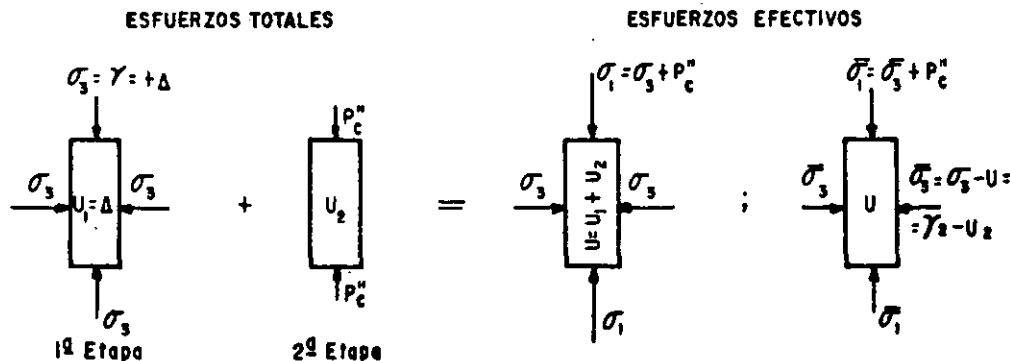 ESFUERZOS TOTALES
ESFUERZOS EFECTIVOS
σ₃ = γ = + Δ
σ₃
U₁ = Δ
σ₃
σ₃
1ª Etapa
+
P"c
U₂
P"c
2ª Etapa
=
σ₁ = σ₃ + P"c
σ₃
U = U₁ + U₂
σ₃
σ₁
;
σ̄₁ = σ̄₃ + P"c
σ̄₃
U
σ̄₃ = σ₃ - U =
= γ₂ - U₂
σ̄₁